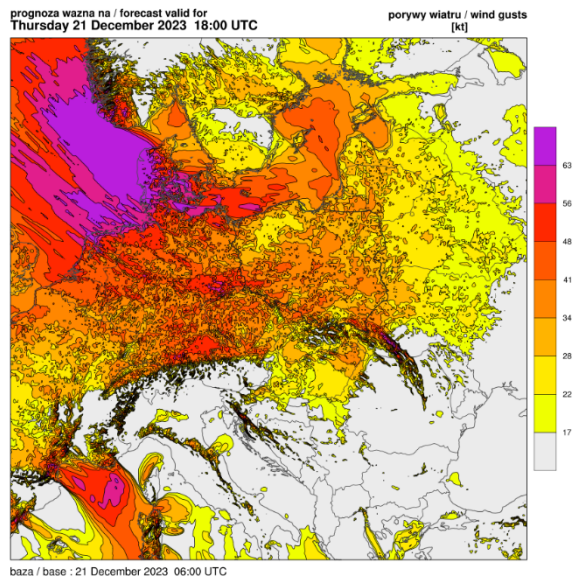 prognoza wazna na / forecast valid for
Thursday 21 December 2023 18:00 UTC
porywy wiatru / wind gusts
[kt]
63
56
48
41
34
28
22
17
baza / base : 21 December 2023 06:00 UTC